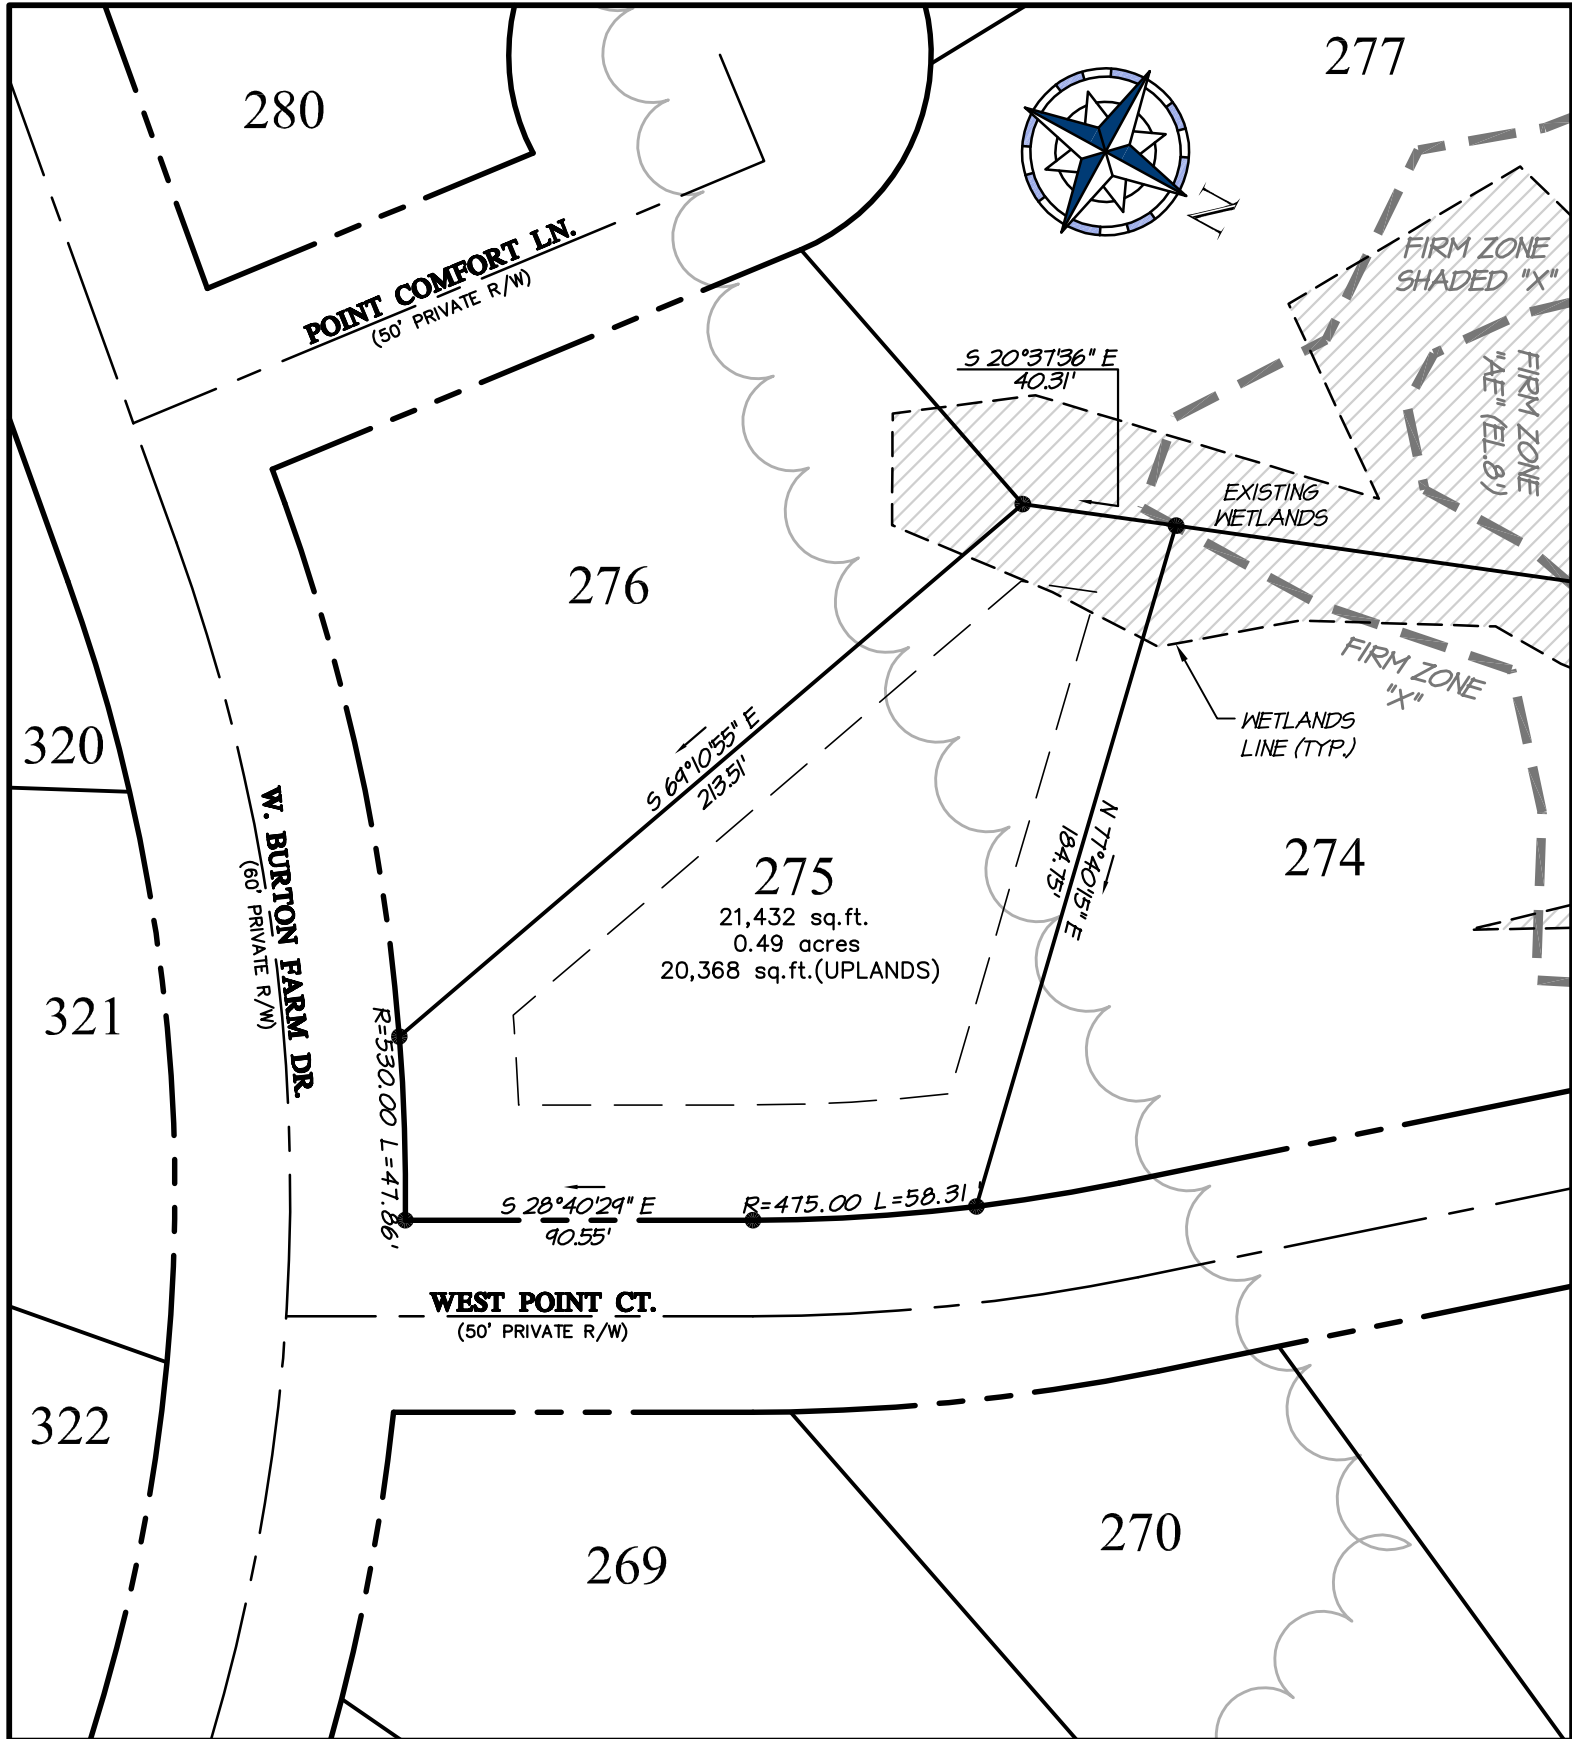 277
280
N
POINT COMFORT LN.
(50' PRIVATE R/W)
FIRM ZONE
SHADED "X"
S 20°37'36" E
40.31'
FIRM ZONE
"AE" (EL.8')
EXISTING
WETLANDS
276
FIRM ZONE
"X"
WETLANDS
LINE (TYP.)
320
S 69°10'55" E
213.51'
W. BURTON FARM DR.
(60' PRIVATE R/W)
N 77°40'15" E
184.75'
274
275
21,432 sq.ft.
0.49 acres
20,368 sq.ft.(UPLANDS)
321
R=530.00 L=47.86'
S 28°40'29" E
90.55'
R=475.00 L=58.31'
WEST POINT CT.
(50' PRIVATE R/W)
322
269
270